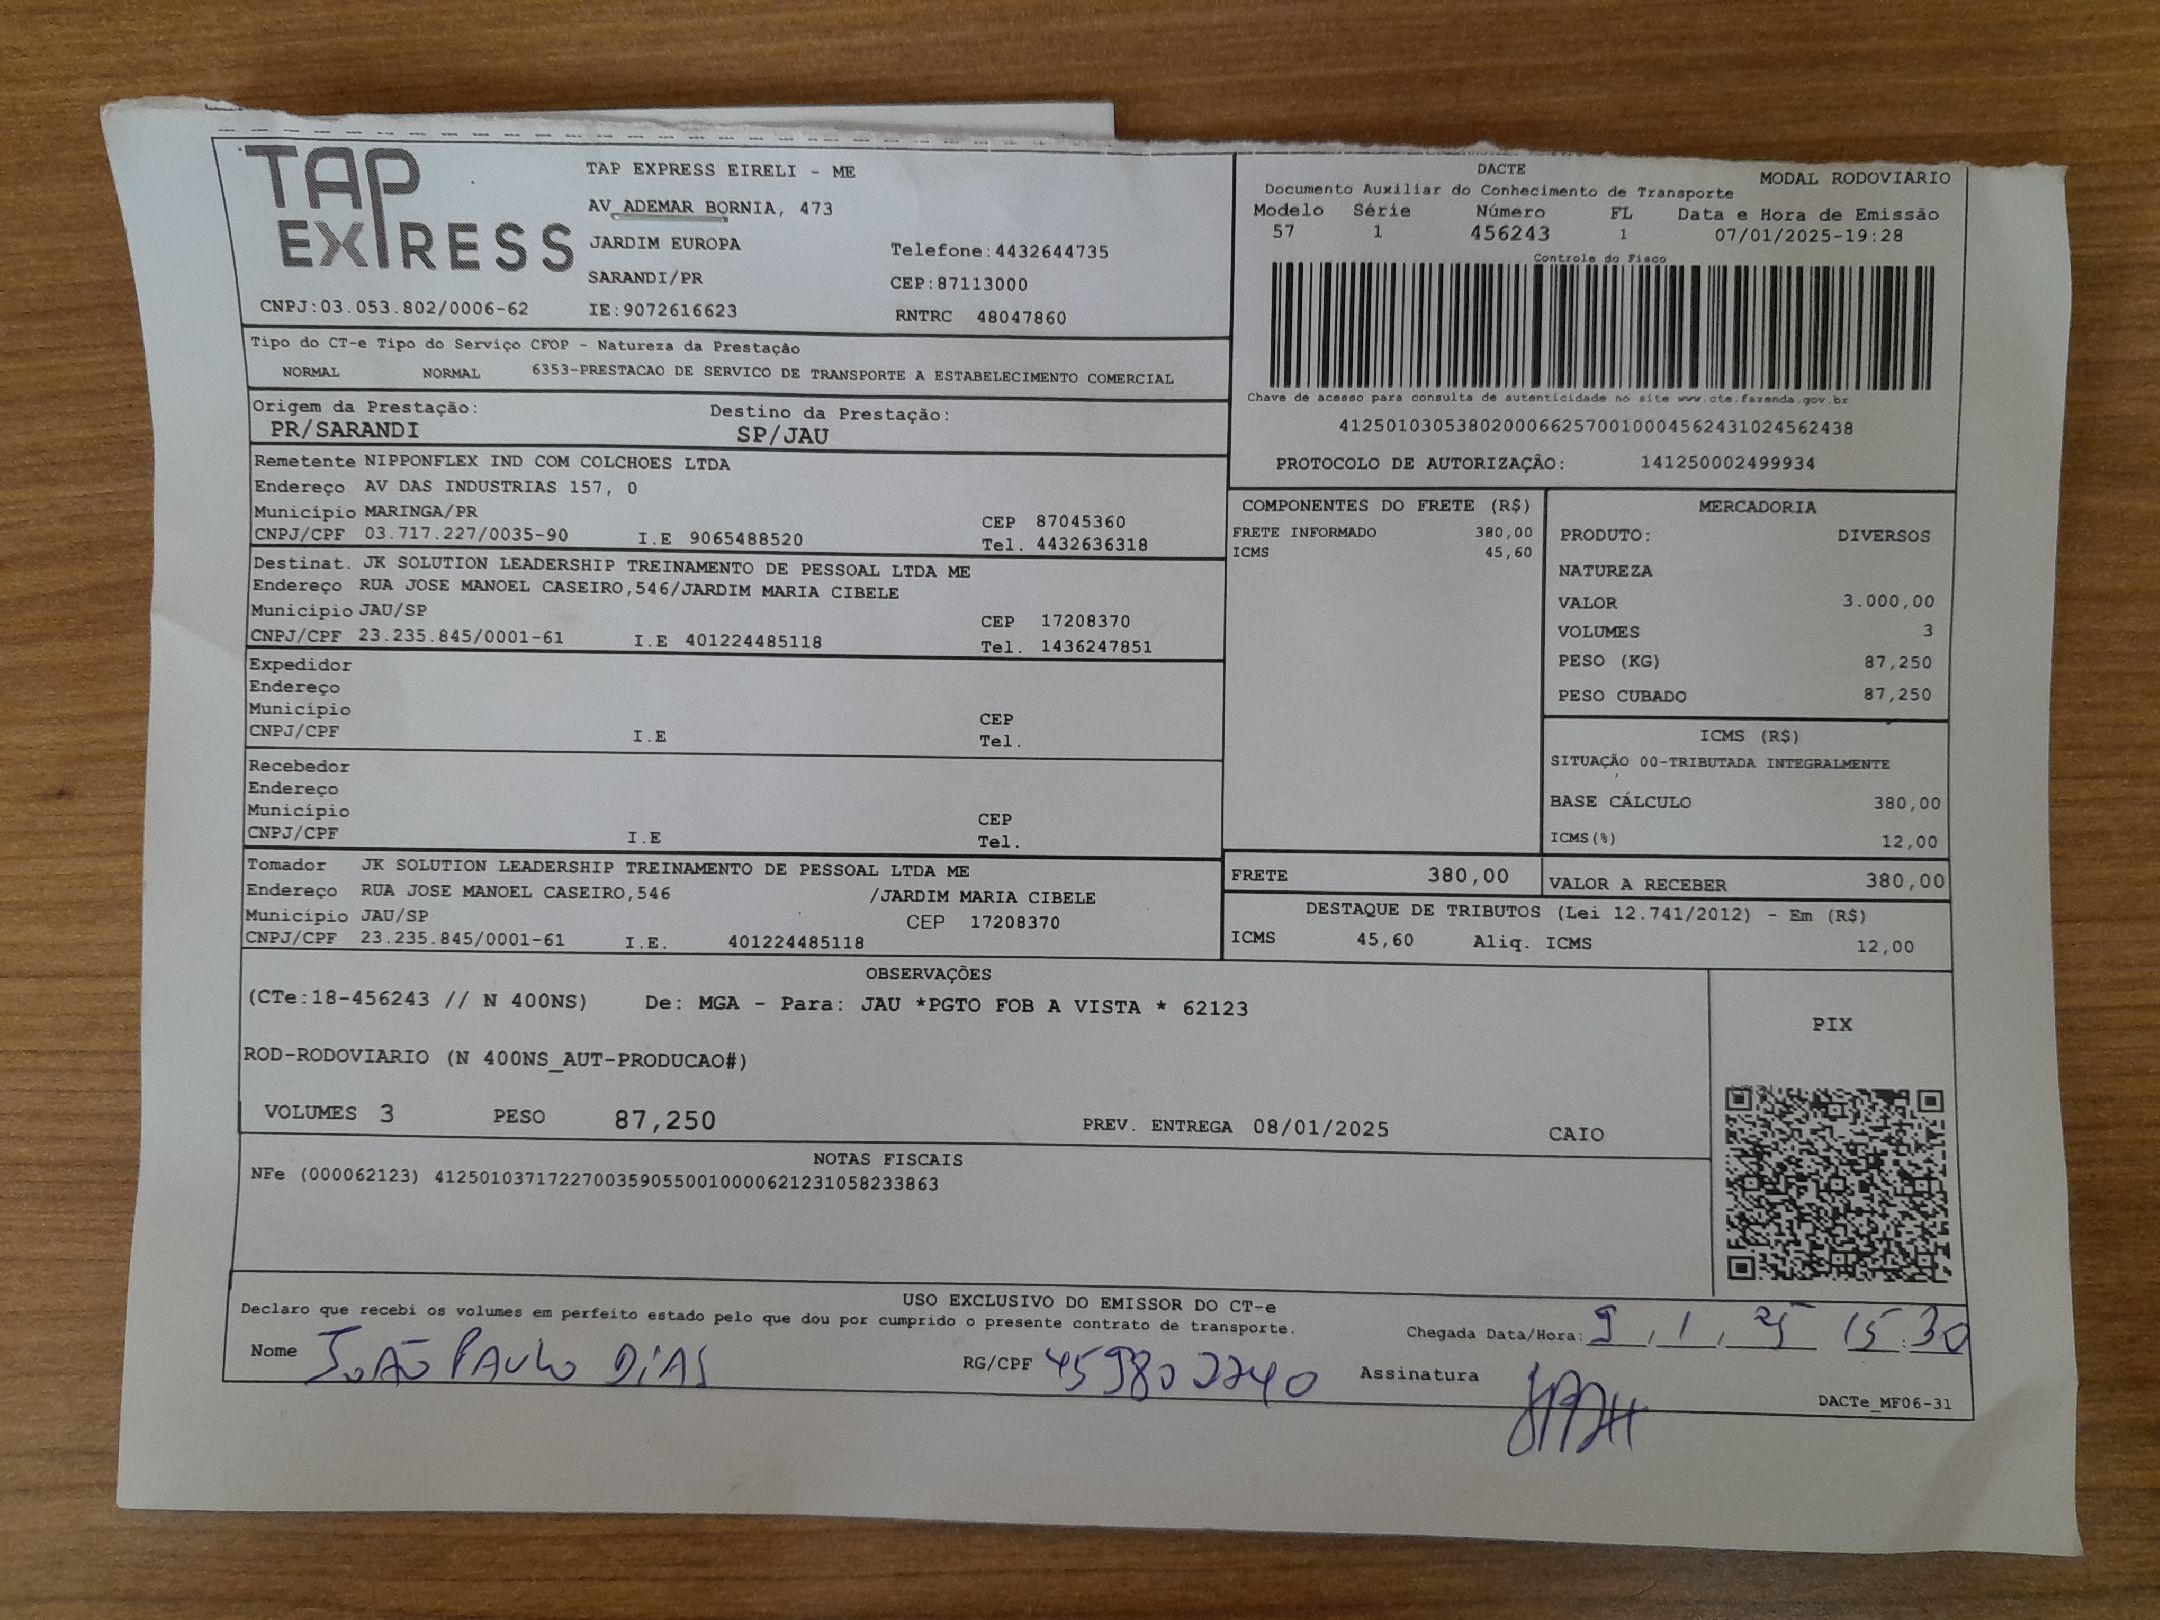 TAP
EXPRESS
CNPJ:03.053.802/0006-62
TAP EXPRESS EIRELI - ME
AV ADEMAR BORNIA, 473
JARDIM EUROPA
Telefone:4432644735
SARANDI/PR
CEP:87113000
IE:9072616623
RNTRC 48047860
DACTE
MODAL RODOVIARIO
Documento Auxiliar do Conhecimento de Transporte
Modelo Série Número FL Data e Hora de Emissão
57 1 456243 1 07/01/2025-19:28
Controle do Fisco
Chave de acesso para consulta de autenticidade no site www.cte.fazenda.gov.br
41250103053802000662570010004562431024562438
PROTOCOLO DE AUTORIZAÇÂO: 141250002499934
Tipo do CT-e Tipo do Serviço CFOP - Natureza da Prestação
NORMAL NORMAL 6353-PRESTACAO DE SERVICO DE TRANSPORTE A ESTABELECIMENTO COMERCIAL
Origem da Prestação: Destino da Prestação:
PR/SARANDI SP/JAU
Remetente NIPPONFLEX IND COM COLCHOES LTDA
Endereço AV DAS INDUSTRIAS 157, 0
Município MARINGA/PR CEP 87045360
CNPJ/CPF 03.717.227/0035-90 I.E 9065488520 Tel. 4432636318
Destinat. JK SOLUTION LEADERSHIP TREINAMENTO DE PESSOAL LTDA ME
Endereço RUA JOSE MANOEL CASEIRO,546/JARDIM MARIA CIBELE
Município JAU/SP CEP 17208370
CNPJ/CPF 23.235.845/0001-61 I.E 401224485118 Tel. 1436247851
Expedidor
Endereço
Município CEP
CNPJ/CPF I.E Tel.
Recebedor
Endereço
Município CEP
CNPJ/CPF I.E Tel.
Tomador JK SOLUTION LEADERSHIP TREINAMENTO DE PESSOAL LTDA ME
Endereço RUA JOSE MANOEL CASEIRO,546 /JARDIM MARIA CIBELE
Município JAU/SP CEP 17208370
CNPJ/CPF 23.235.845/0001-61 I.E. 401224485118
COMPONENTES DO FRETE (R$)
FRETE INFORMADO 380,00
ICMS 45,60
MERCADORIA
PRODUTO: DIVERSOS
NATUREZA
VALOR 3.000,00
VOLUMES 3
PESO (KG) 87,250
PESO CUBADO 87,250
ICMS (R$)
SITUAÇÃO 00-TRIBUTADA INTEGRALMENTE
BASE CÁLCULO 380,00
ICMS(%) 12,00
FRETE 380,00 VALOR A RECEBER 380,00
DESTAQUE DE TRIBUTOS (Lei 12.741/2012) - Em (R$)
ICMS 45,60 Aliq. ICMS 12,00
OBSERVAÇÕES
(CTe:18-456243 // N 400NS) De: MGA - Para: JAU *PGTO FOB A VISTA * 62123
ROD-RODOVIARIO (N 400NS_AUT-PRODUCAO#)
VOLUMES 3 PESO 87,250 PREV. ENTREGA 08/01/2025 CAIO
PIX
NOTAS FISCAIS
NFe (000062123) 41250103717227003590550010000621231058233863
USO EXCLUSIVO DO EMISSOR DO CT-e
Declaro que recebi os volumes em perfeito estado pelo que dou por cumprido o presente contrato de transporte.
Chegada Data/Hora: 9 / 1 / 25 15:30
Nome JOÃO PAULO DIAS RG/CPF Assinatura
DACTe_MF06-31